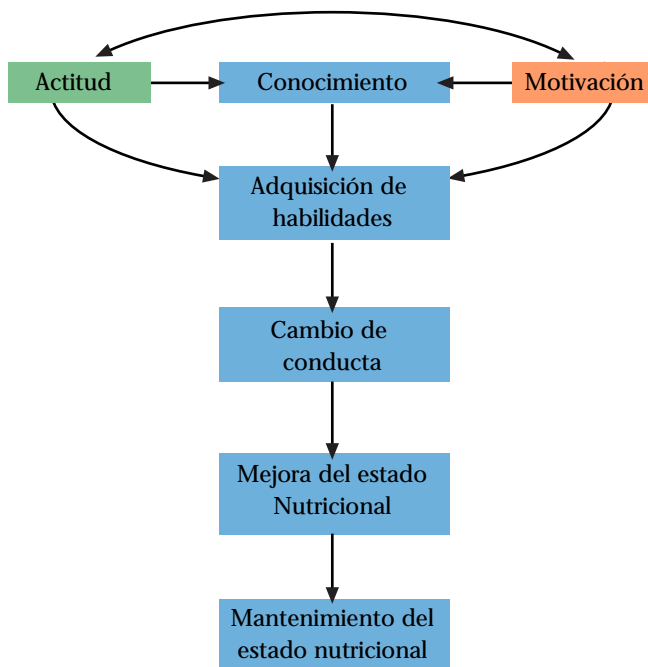 Actitud
Conocimiento
Motivación
Adquisición de
habilidades
Cambio de
conducta
Mejora del estado
Nutricional
Mantenimiento del
estado nutricional